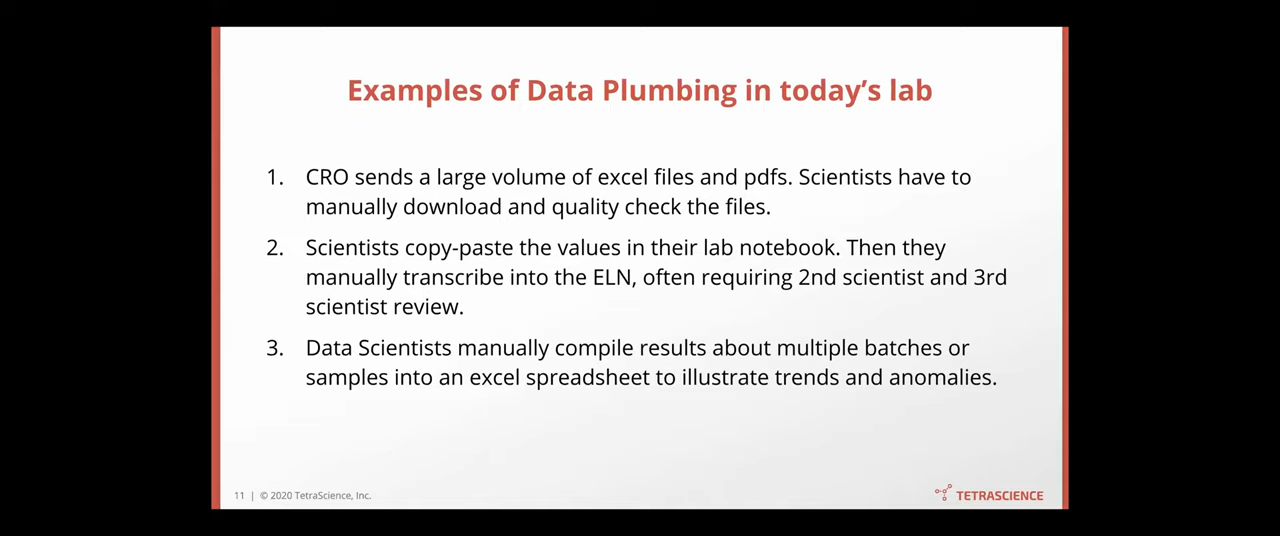 Examples of Data Plumbing in today's lab
1. CRO sends a large volume of excel files and pdfs. Scientists have to
manually download and quality check the files.
2. Scientists copy-paste the values in their lab notebook. Then they
manually transcribe into the ELN, often requiring 2nd scientist and 3rd
scientist review.
3. Data Scientists manually compile results about multiple batches or
samples into an excel spreadsheet to illustrate trends and anomalies.
11 | © 2020 TetraScience, Inc.
TETRASCIENCE